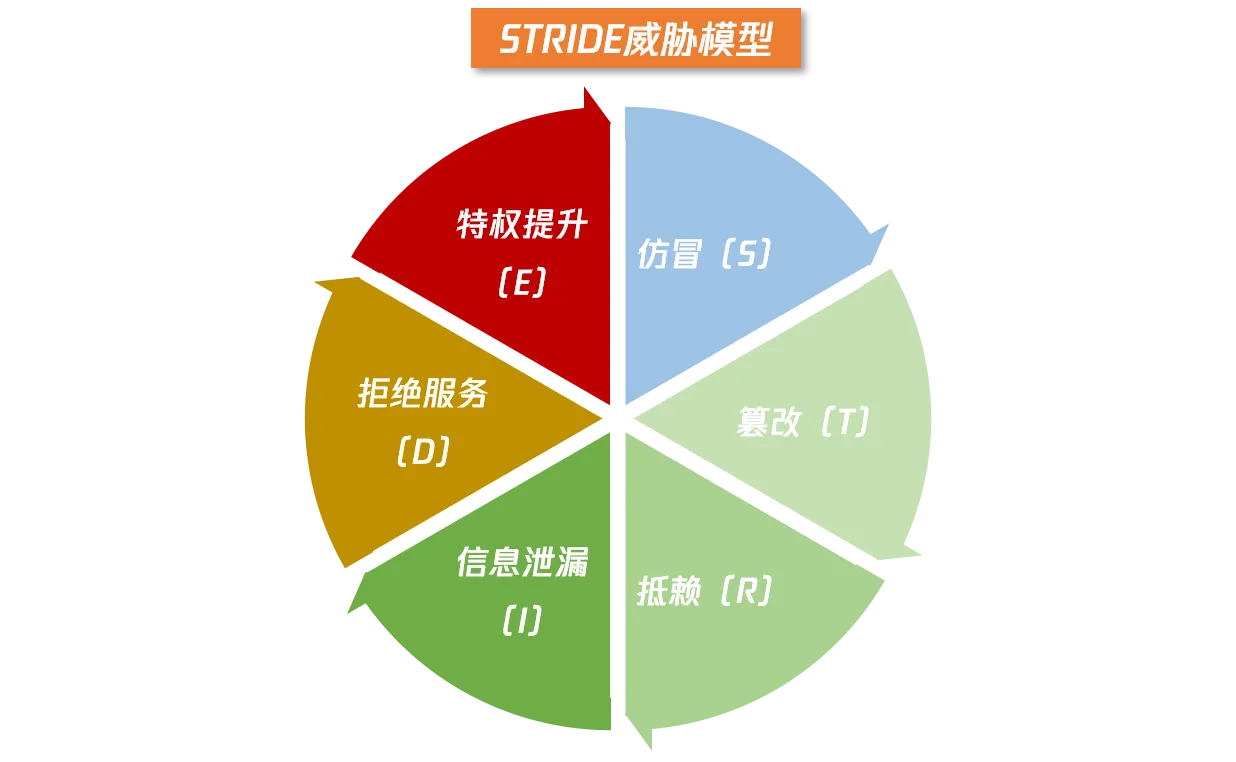 STRIDE威胁模型
仿冒（S）
篡改（T）
抵赖（R）
信息泄漏
（I）
拒绝服务
（D）
特权提升
（E）